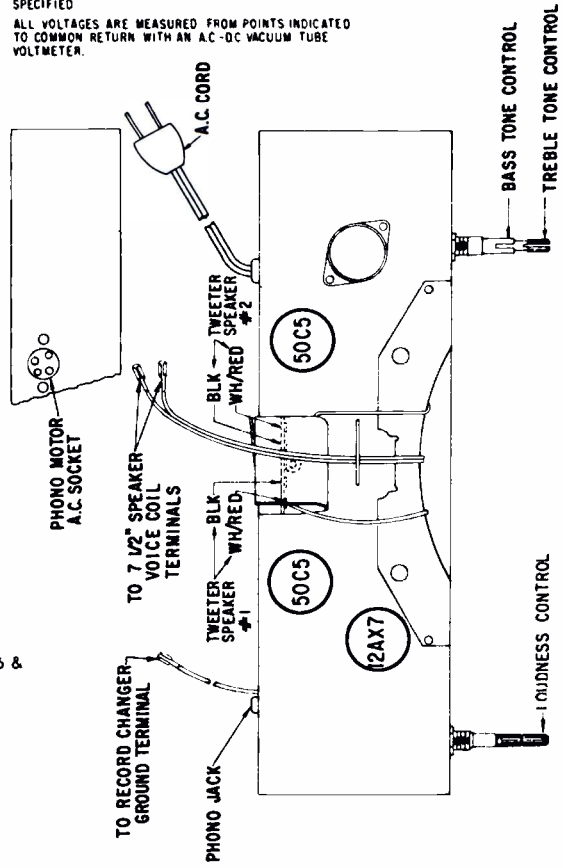 SPECIFIED
ALL VOLTAGES ARE MEASURED FROM POINTS INDICATED
TO COMMON RETURN WITH AN A.C-D.C VACUUM TUBE
VOLTMETER.
PHONO MOTOR
A.C. SOCKET
A.C. CORD
TO 7 1/2" SPEAKER
VOICE COIL
TERMINALS
TO RECORD CHANGER
GROUND TERMINAL
PHONO JACK
TWEETER
SPEAKER
#1
BLK
WH/RED
BLK
WH/RED
TWEETER
SPEAKER
#2
50C5
50C5
12AX7
LOUDNESS CONTROL
BASS TONE CONTROL
TREBLE TONE CONTROL
6 &